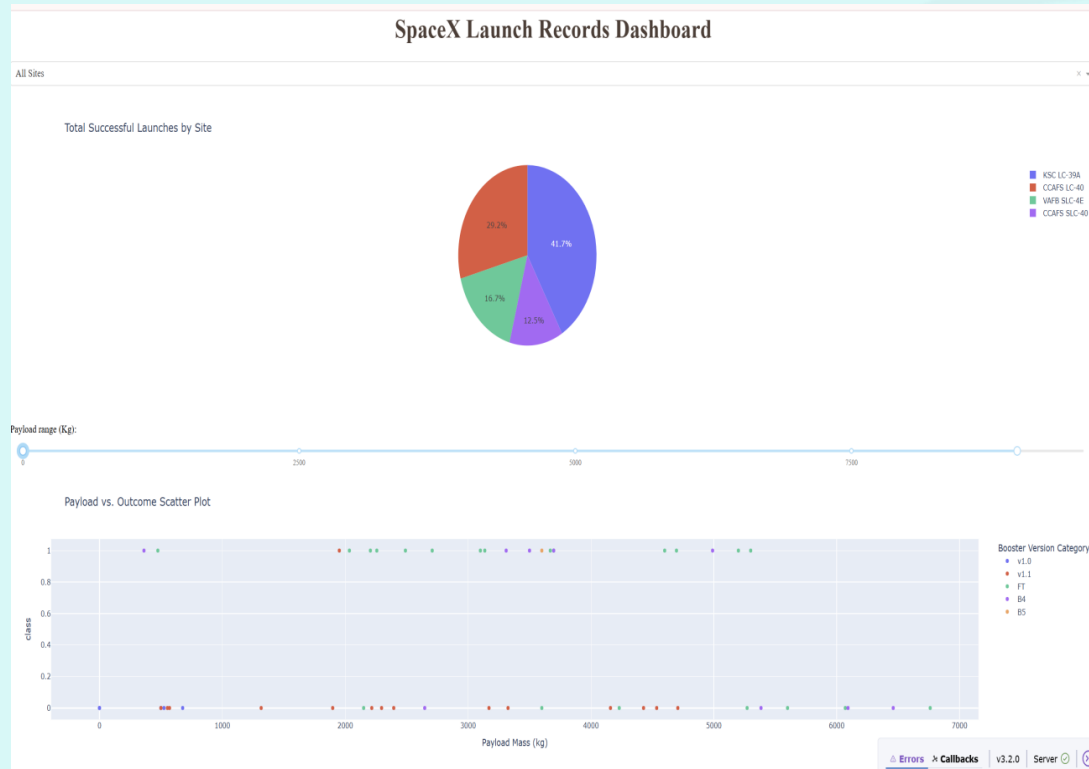 SpaceX Launch Records Dashboard
All Sites
×
Total Successful Launches by Site
KSC LC-39A
CCAFS LC-40
VAFB SLC-4E
CCAFS SLC-40
29.2%
41.7%
16.7%
12.5%
Payload range (Kg):
0 2500 5000 7500
Payload vs. Outcome Scatter Plot
Booster Version Category
v1.0
v1.1
FT
B4
B5
class
1
0.8
0.6
0.4
0.2
0
0 1000 2000 3000 4000 5000 6000 7000
Payload Mass (kg)
Errors Callbacks v3.2.0 Server